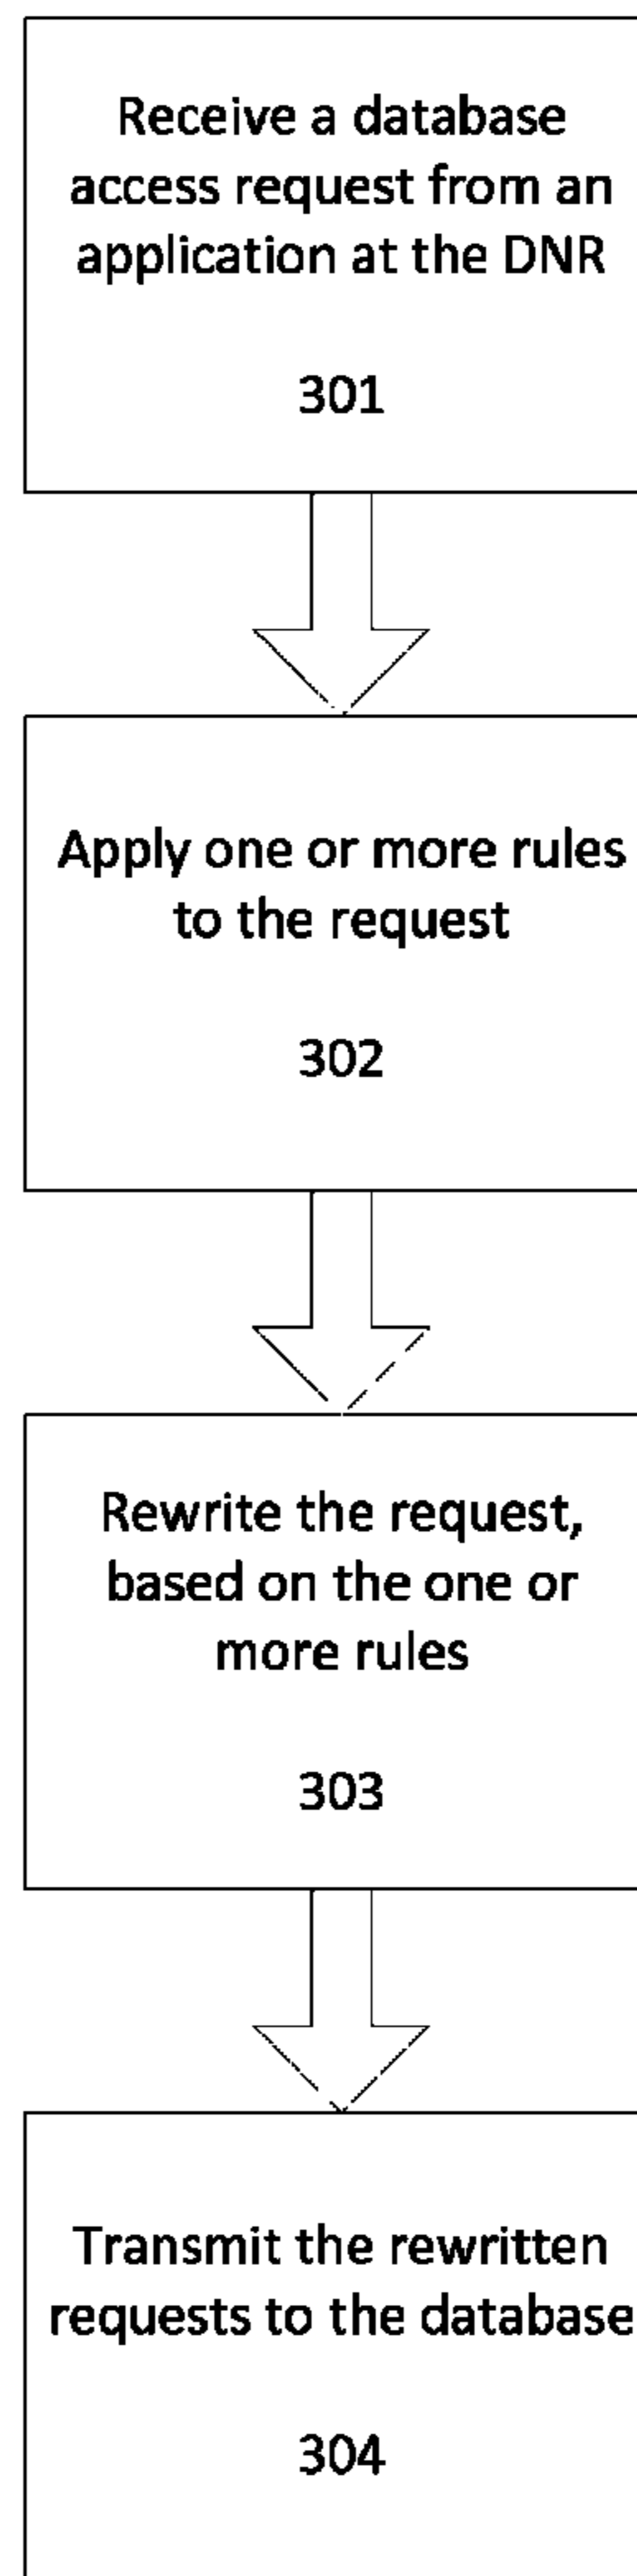 Receive a database
access request from an
application at the DNR
301
Apply one or more rules
to the request
302
Rewrite the request,
based on the one or
more rules
303
Transmit the rewritten
requests to the database
304